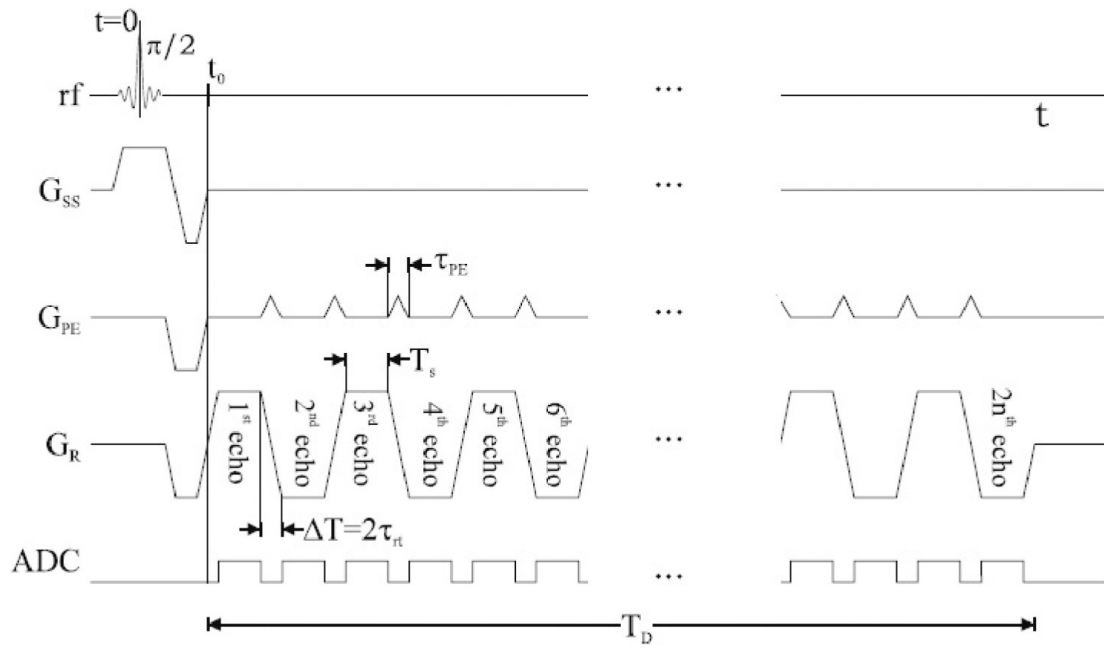 t=0
π/2
t₀
rf
...
t
G_SS
...
τ_PE
G_PE
...
T_s
G_R
1ˢᵗ echo
2ⁿᵈ echo
3ʳᵈ echo
4ᵗʰ echo
5ᵗʰ echo
6ᵗʰ echo
...
2nᵗʰ echo
ΔT=2τ_rt
ADC
...
T_D